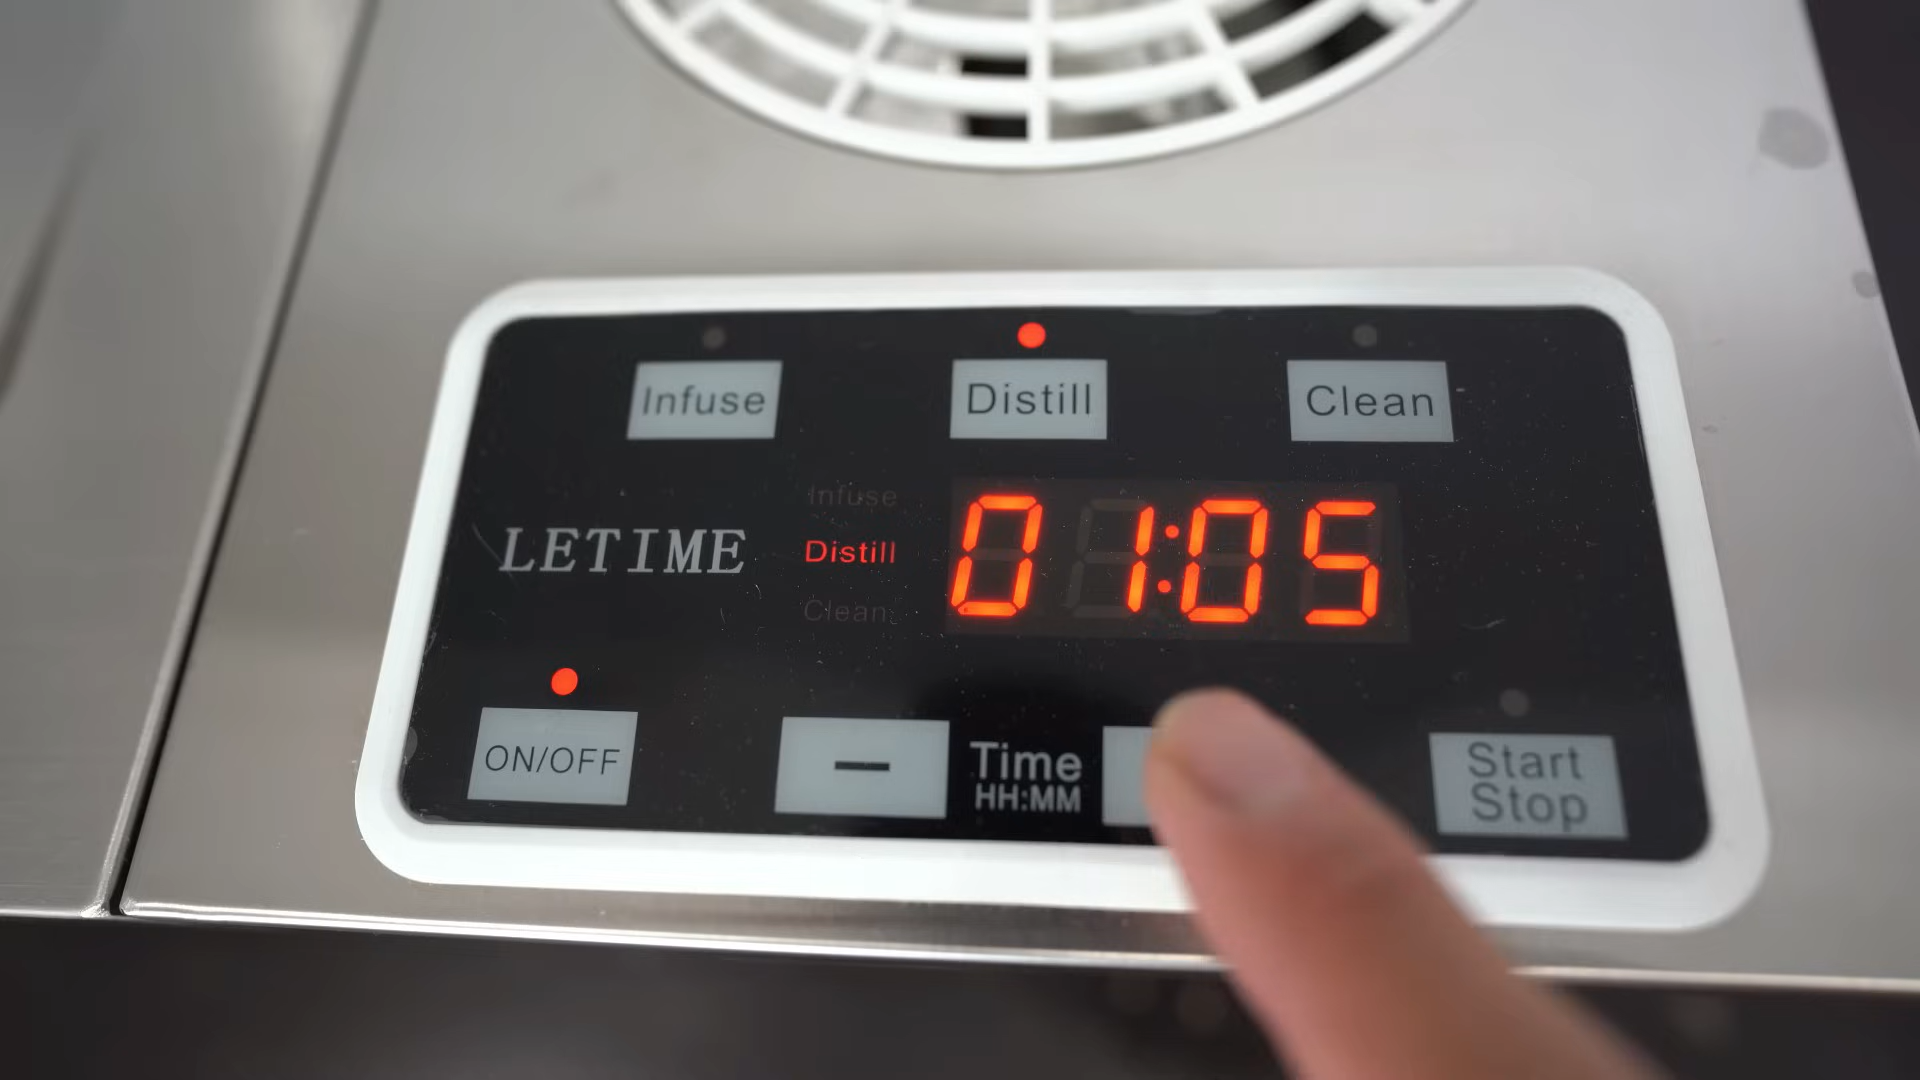 Infuse Distill Clean
Infuse
LETIME Distill 01:05
Clean
ON/OFF – Time Start
HH:MM Stop